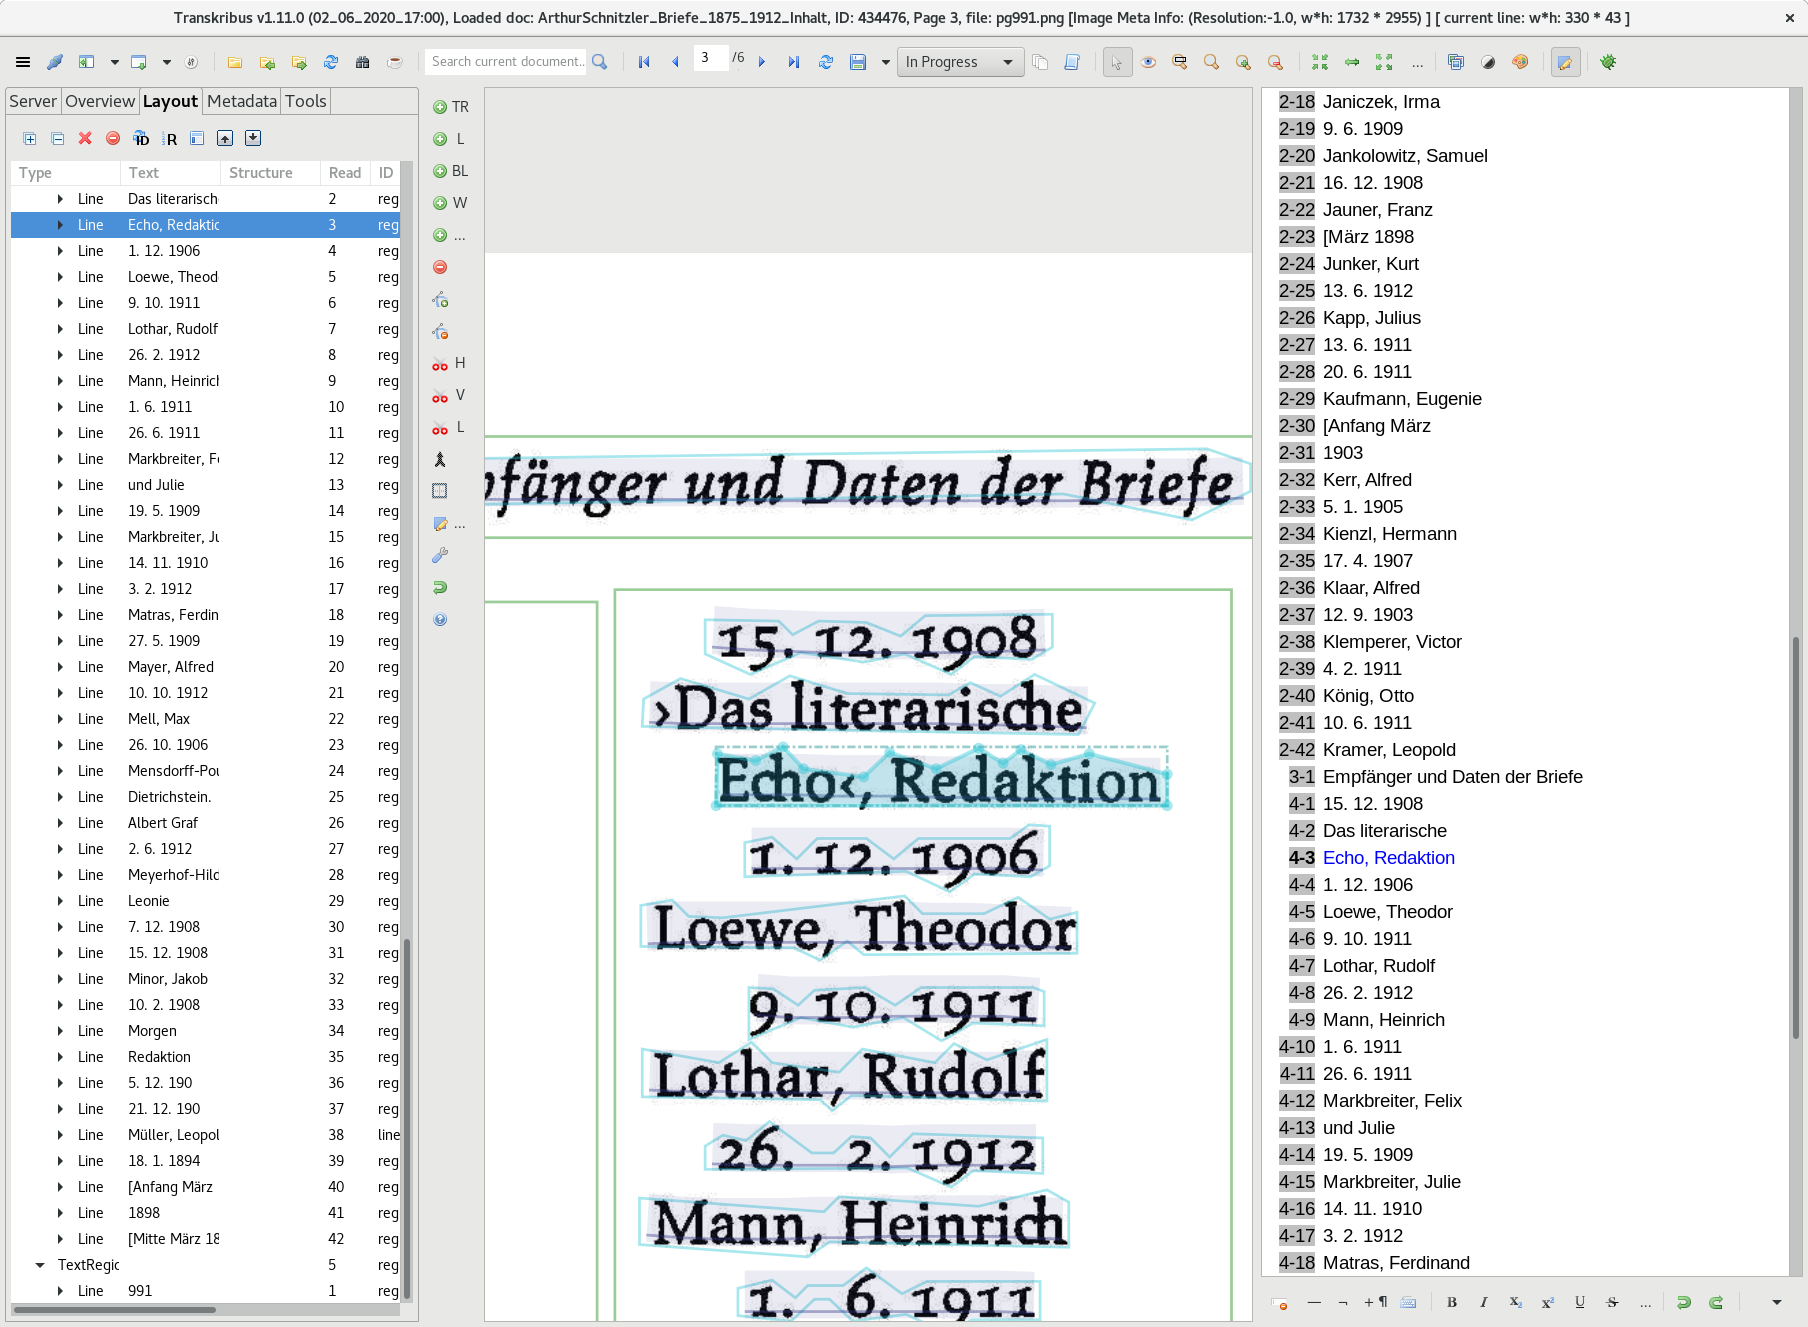 Transkribus v1.11.0 (02_06_2020_17:00), Loaded doc: ArthurSchnitzler_Briefe_1875_1912_Inhalt, ID: 434476, Page 3, file: pg991.png [Image Meta Info: (Resolution:-1.0, w*h: 1732 * 2955) ] [ current line: w*h: 330 * 43 ]
Search current document...
3 /6
In Progress
...
Server Overview Layout Metadata Tools
ID R
Type Text Structure Read ID
Line Das literarisch 2 reg
Line Echo, Redaktic 3 reg
Line 1. 12. 1906 4 reg
Line Loewe, Theod 5 reg
Line 9. 10. 1911 6 reg
Line Lothar, Rudolf 7 reg
Line 26. 2. 1912 8 reg
Line Mann, Heinrich 9 reg
Line 1. 6. 1911 10 reg
Line 26. 6. 1911 11 reg
Line Markbreiter, Fe 12 reg
Line und Julie 13 reg
Line 19. 5. 1909 14 reg
Line Markbreiter, Ju 15 reg
Line 14. 11. 1910 16 reg
Line 3. 2. 1912 17 reg
Line Matras, Ferdin 18 reg
Line 27. 5. 1909 19 reg
Line Mayer, Alfred 20 reg
Line 10. 10. 1912 21 reg
Line Mell, Max 22 reg
Line 26. 10. 1906 23 reg
Line Mensdorff-Pou 24 reg
Line Dietrichstein. 25 reg
Line Albert Graf 26 reg
Line 2. 6. 1912 27 reg
Line Meyerhof-Hild 28 reg
Line Leonie 29 reg
Line 7. 12. 1908 30 reg
Line 15. 12. 1908 31 reg
Line Minor, Jakob 32 reg
Line 10. 2. 1908 33 reg
Line Morgen 34 reg
Line Redaktion 35 reg
Line 5. 12. 190 36 reg
Line 21. 12. 190 37 reg
Line Müller, Leopol 38 line
Line 18. 1. 1894 39 reg
Line [Anfang März 40 reg
Line 1898 41 reg
Line [Mitte März 18 42 reg
TextRegic 5 reg
Line 991 1 reg
TR
L
BL
W
...
H
V
L
...
pfänger und Daten der Briefe
15. 12. 1908
›Das literarische
Echo‹, Redaktion
1. 12. 1906
Loewe, Theodor
9. 10. 1911
Lothar, Rudolf
26. 2. 1912
Mann, Heinrich
1. 6. 1911
2-18 Janiczek, Irma
2-19 9. 6. 1909
2-20 Jankolowitz, Samuel
2-21 16. 12. 1908
2-22 Jauner, Franz
2-23 [März 1898
2-24 Junker, Kurt
2-25 13. 6. 1912
2-26 Kapp, Julius
2-27 13. 6. 1911
2-28 20. 6. 1911
2-29 Kaufmann, Eugenie
2-30 [Anfang März
2-31 1903
2-32 Kerr, Alfred
2-33 5. 1. 1905
2-34 Kienzl, Hermann
2-35 17. 4. 1907
2-36 Klaar, Alfred
2-37 12. 9. 1903
2-38 Klemperer, Victor
2-39 4. 2. 1911
2-40 König, Otto
2-41 10. 6. 1911
2-42 Kramer, Leopold
3-1 Empfänger und Daten der Briefe
4-1 15. 12. 1908
4-2 Das literarische
4-3 Echo, Redaktion
4-4 1. 12. 1906
4-5 Loewe, Theodor
4-6 9. 10. 1911
4-7 Lothar, Rudolf
4-8 26. 2. 1912
4-9 Mann, Heinrich
4-10 1. 6. 1911
4-11 26. 6. 1911
4-12 Markbreiter, Felix
4-13 und Julie
4-14 19. 5. 1909
4-15 Markbreiter, Julie
4-16 14. 11. 1910
4-17 3. 2. 1912
4-18 Matras, Ferdinand
— ¬ +¶ B I X₂ X² U S ...